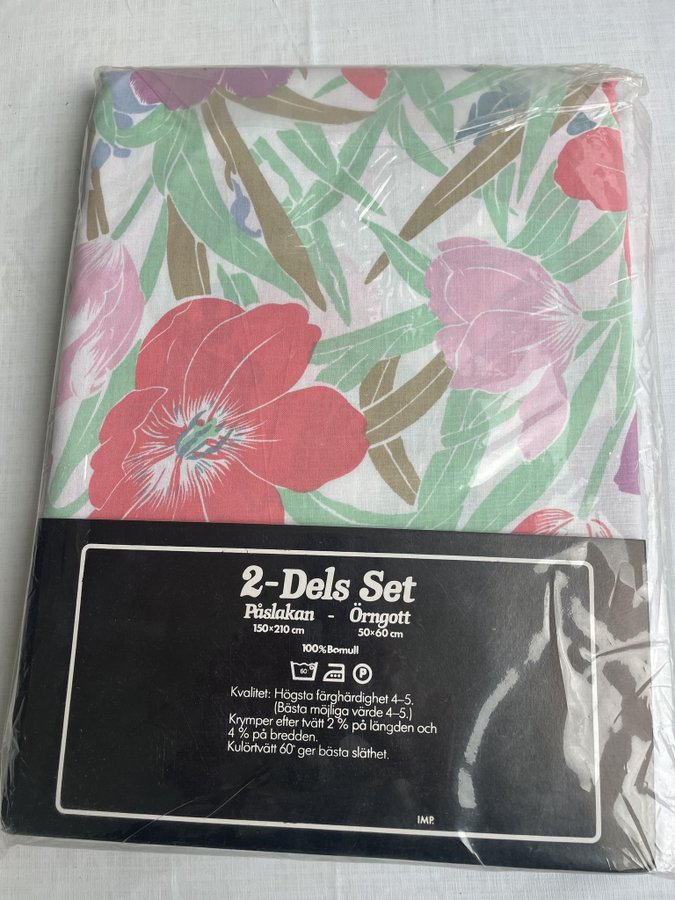 2-Dels Set
Påslakan - Örngott
150×210 cm 50×60 cm
100% Bomull
60° P
Kvalitet: Högsta färghärdighet 4–5.
(Bästa möjliga värde 4–5.)
Krymper efter tvätt 2 % på längden och
4 % på bredden.
Kulörtvätt 60° ger bästa släthet.
IMP.